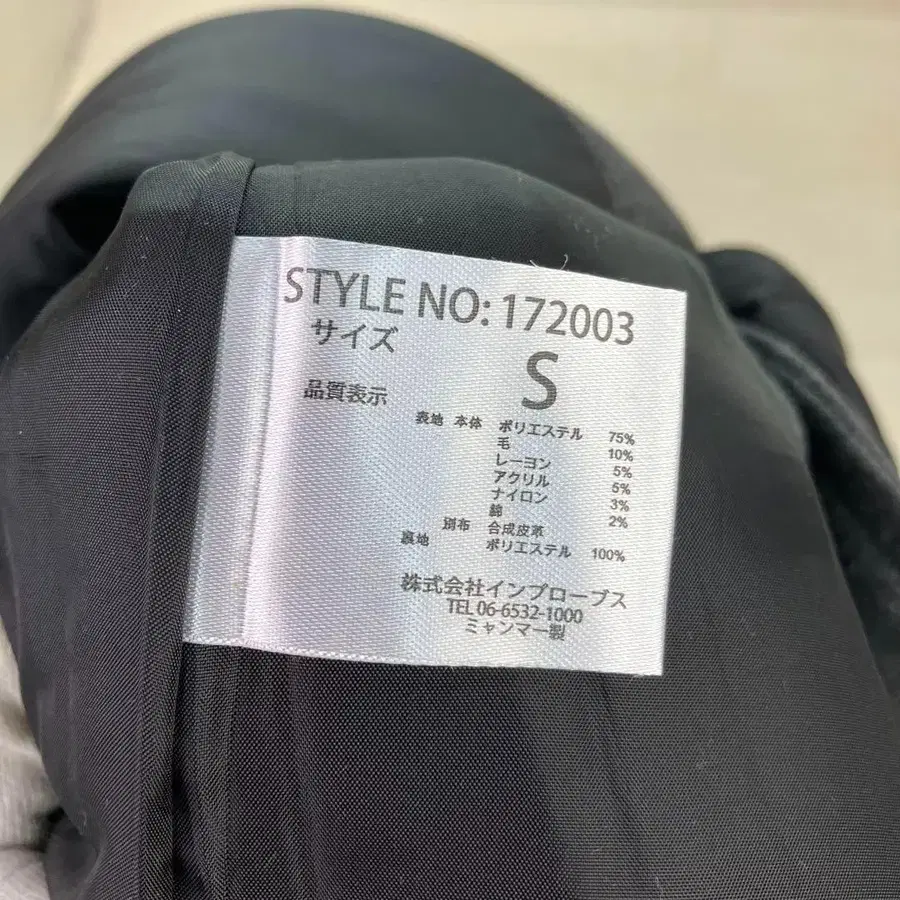 STYLE NO: 172003
サイズ S
品質表示
表地 本体 ポリエステル 75%
毛 10%
レーヨン 5%
アクリル 5%
ナイロン 3%
綿 2%
別布 合成皮革
裏地 ポリエステル 100%
株式会社インプローブス
TEL 06-6532-1000
ミャンマー製